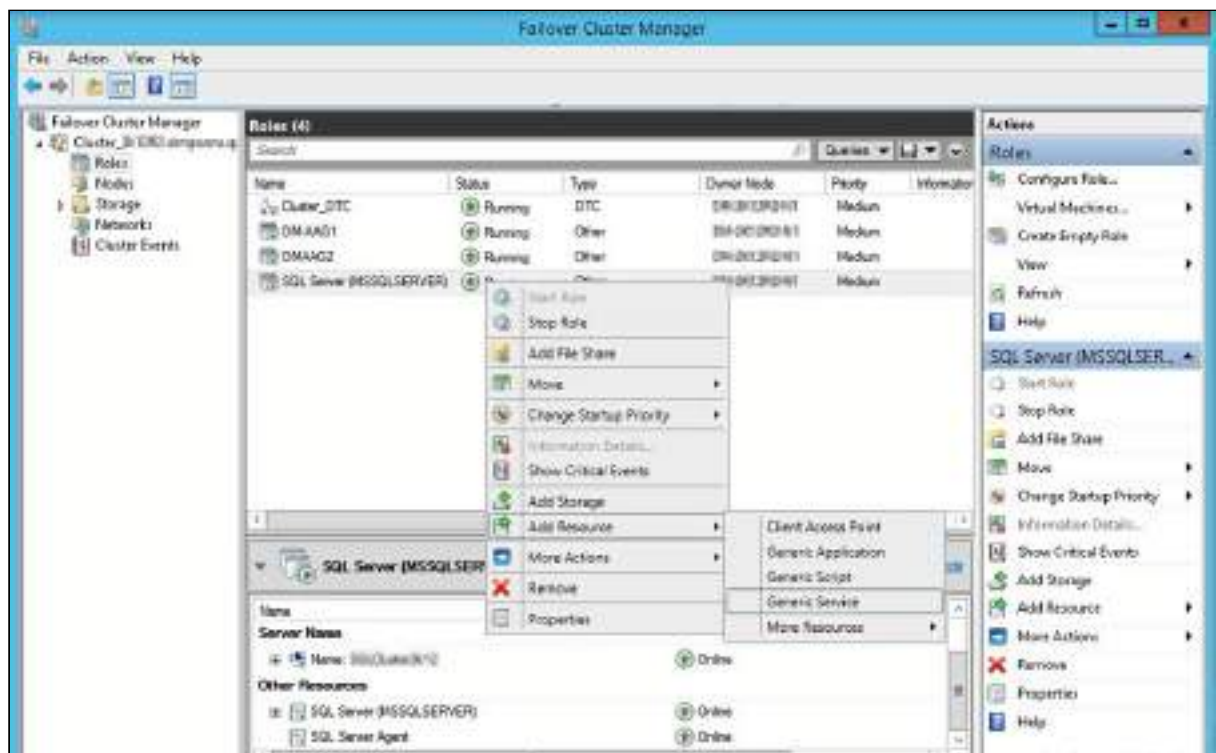 Failover Cluster Manager
File Action View Help
Failover Cluster Manager
Roles
Nodes
Storage
Networks
Cluster Events
Roles (4)
Search
Queries
Name Status Type Owner Node Priority Information
Cluster_DTC Running DTC Medium
DM-AAG1 Running Other Medium
DMAAG2 Running Other Medium
SQL Server (MSSQLSERVER) Medium
Start Role
Stop Role
Add File Share
Move
Change Startup Priority
Information Details...
Show Critical Events
Add Storage
Add Resource
More Actions
Remove
Properties
Client Access Point
Generic Application
Generic Script
Generic Service
More Resources
SQL Server (MSSQLSER
Name
Server Name
Name: Online
Other Resources
SQL Server (MSSQLSERVER) Online
SQL Server Agent Online
Actions
Roles
Configure Role...
Virtual Machines...
Create Empty Role
View
Refresh
Help
SQL Server (MSSQLSER...
Start Role
Stop Role
Add File Share
Move
Change Startup Priority
Information Details...
Show Critical Events
Add Storage
Add Resource
More Actions
Remove
Properties
Help